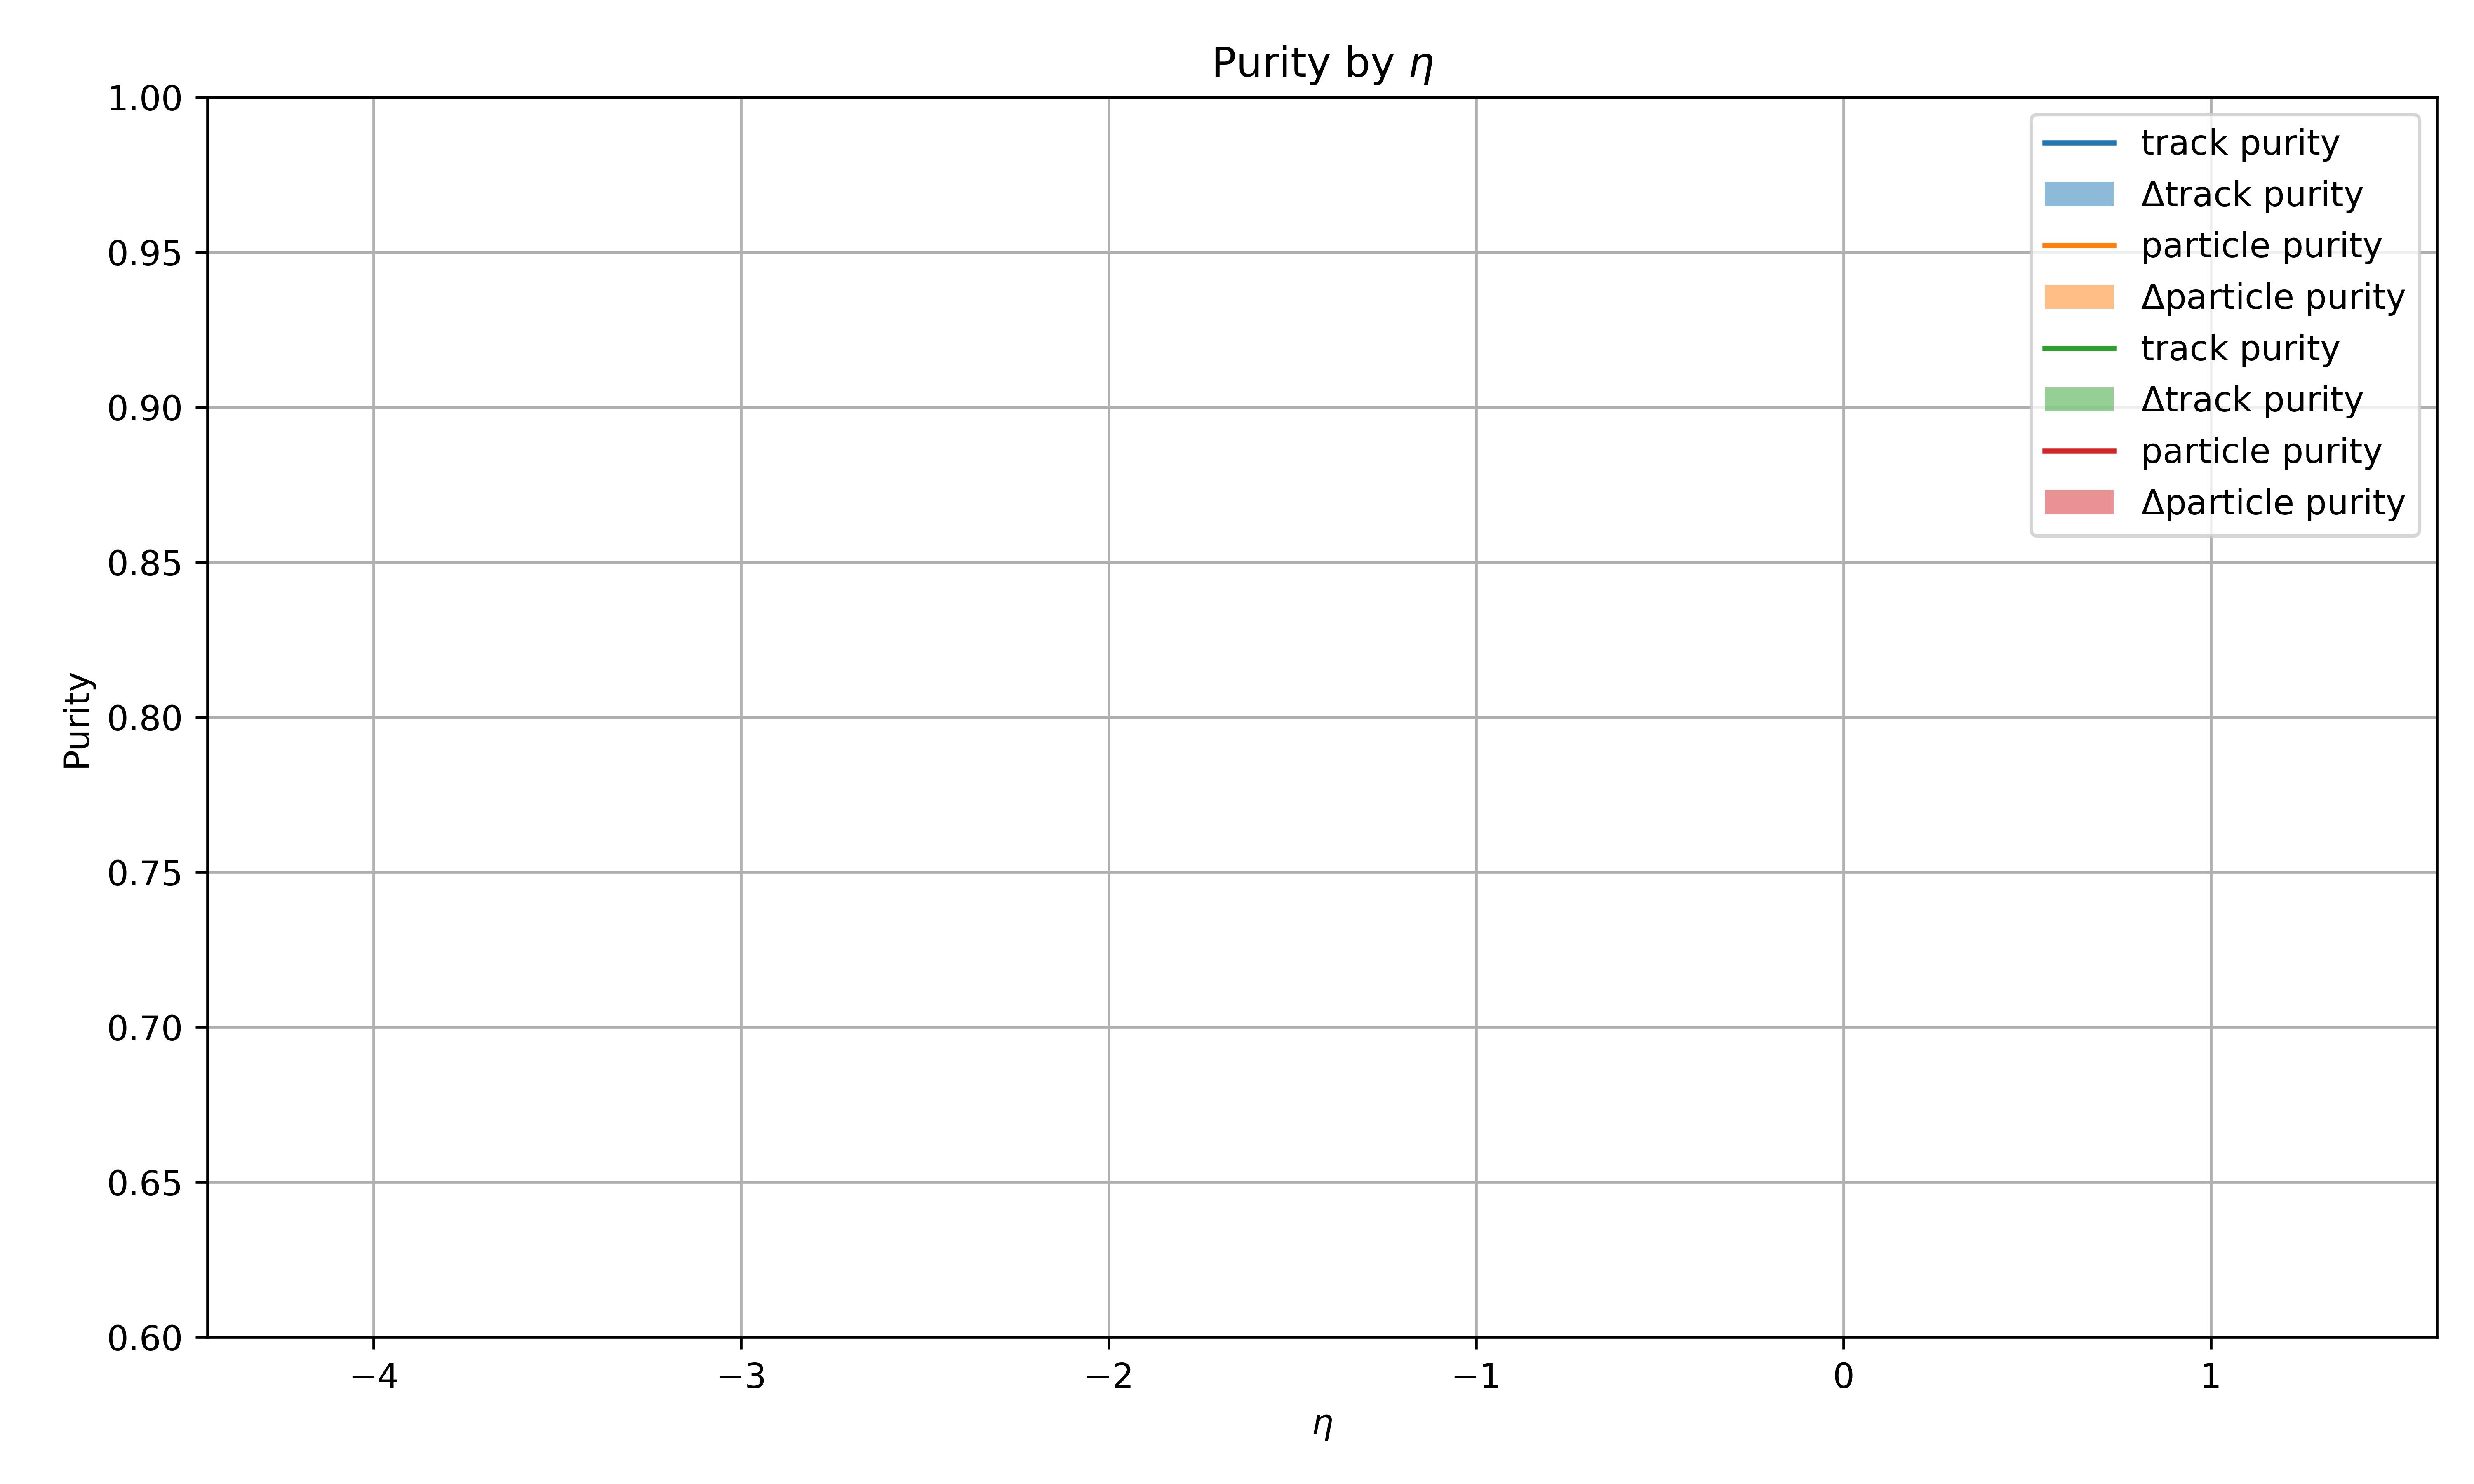 Purity by η
1.00
0.95
0.90
0.85
0.80
0.75
0.70
0.65
0.60
Purity
track purity
Δtrack purity
particle purity
Δparticle purity
track purity
Δtrack purity
particle purity
Δparticle purity
−4 −3 −2 −1 0 1
η